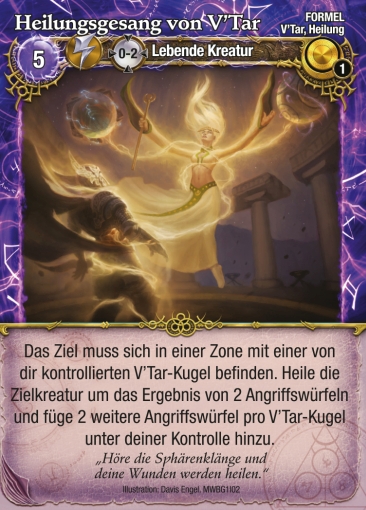 Heilungsgesang von V'Tar
FORMEL
V'Tar, Heilung
5
0-2
Lebende Kreatur
1
Das Ziel muss sich in einer Zone mit einer von
dir kontrollierten V'Tar-Kugel befinden. Heile die
Zielkreatur um das Ergebnis von 2 Angriffswürfeln
und füge 2 weitere Angriffswürfel pro V'Tar-Kugel
unter deiner Kontrolle hinzu.
„Höre die Sphärenklänge und
deine Wunden werden heilen.“
Illustration: Davis Engel, MWBG1I02